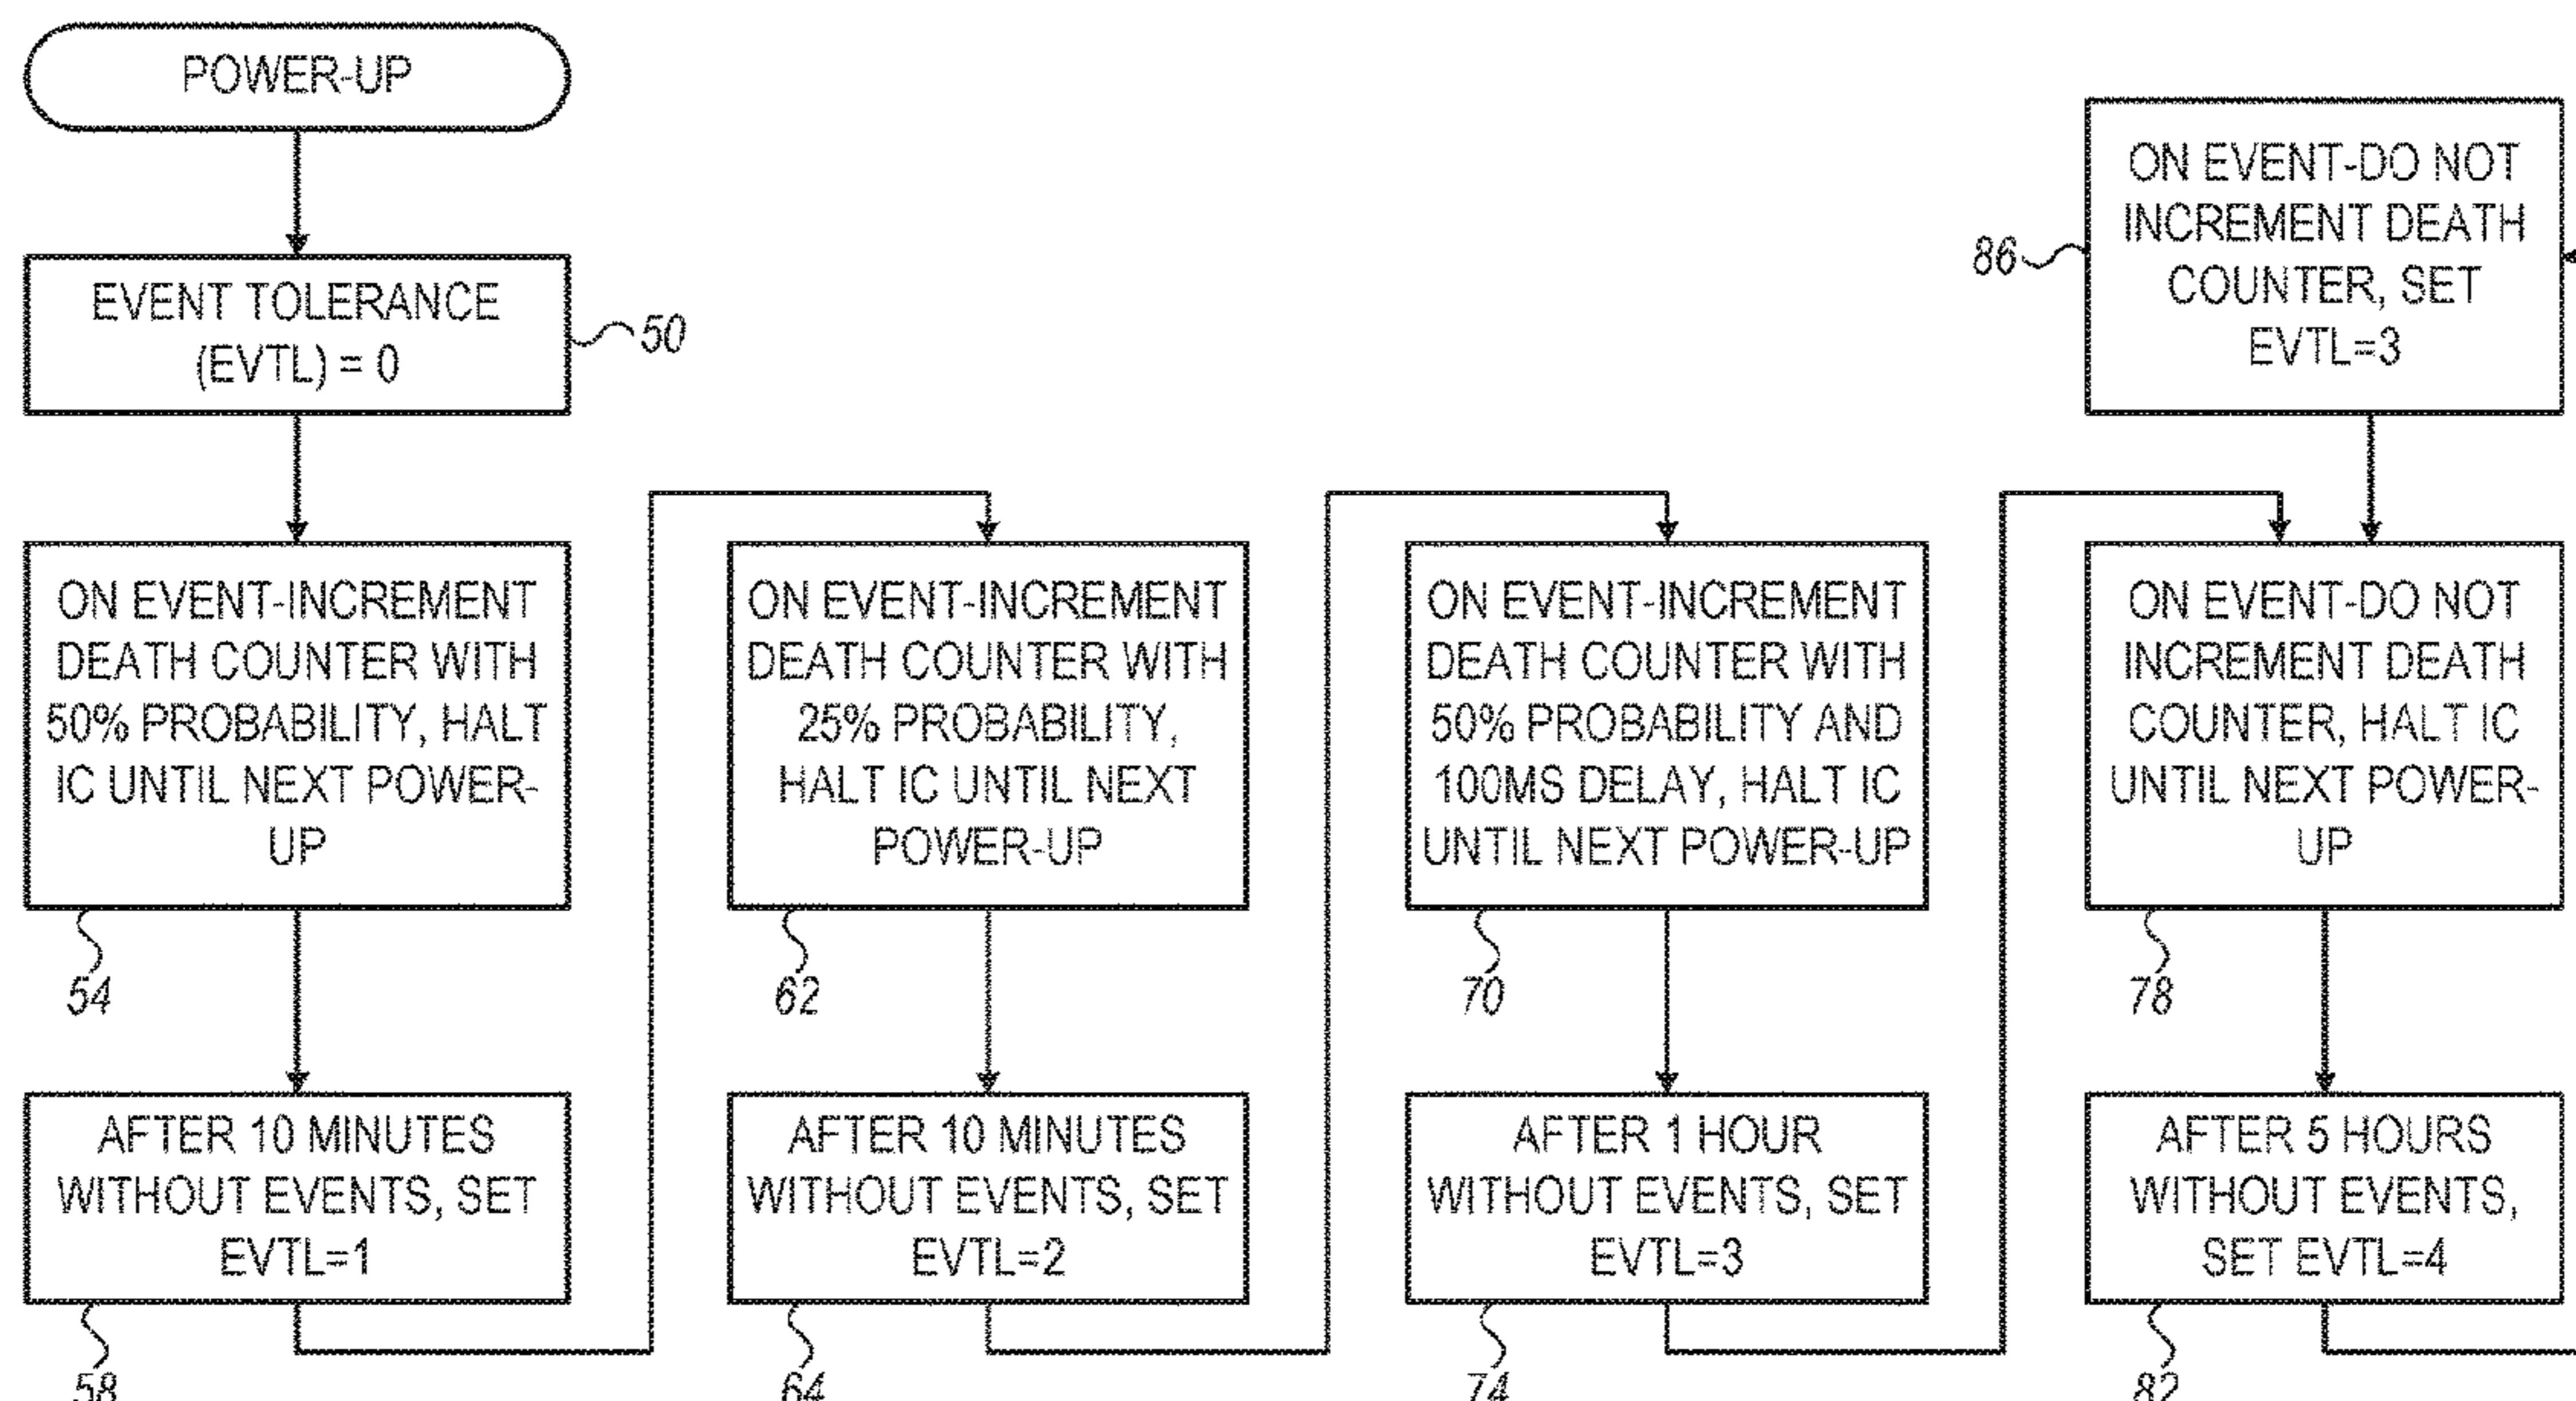 POWER-UP
EVENT TOLERANCE
(EVTL) = 0
50
ON EVENT-INCREMENT
DEATH COUNTER WITH
50% PROBABILITY, HALT
IC UNTIL NEXT POWER-
UP
54
AFTER 10 MINUTES
WITHOUT EVENTS, SET
EVTL=1
58
ON EVENT-INCREMENT
DEATH COUNTER WITH
25% PROBABILITY,
HALT IC UNTIL NEXT
POWER-UP
62
AFTER 10 MINUTES
WITHOUT EVENTS, SET
EVTL=2
64
ON EVENT-INCREMENT
DEATH COUNTER WITH
50% PROBABILITY AND
100MS DELAY, HALT IC
UNTIL NEXT POWER-UP
70
AFTER 1 HOUR
WITHOUT EVENTS, SET
EVTL=3
74
ON EVENT-DO NOT
INCREMENT DEATH
COUNTER, SET
EVTL=3
86
ON EVENT-DO NOT
INCREMENT DEATH
COUNTER, HALT IC
UNTIL NEXT POWER-
UP
78
AFTER 5 HOURS
WITHOUT EVENTS,
SET EVTL=4
82